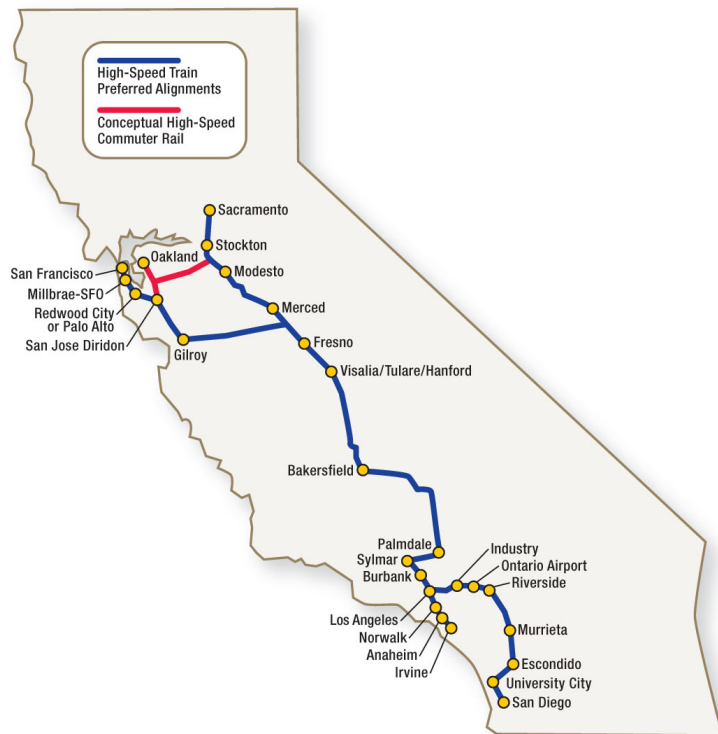 High-Speed Train
Preferred Alignments
Conceptual High-Speed
Commuter Rail
Sacramento
Stockton
Oakland
San Francisco
Modesto
Millbrae-SFO
Merced
Redwood City
or Palo Alto
San Jose Diridon
Gilroy
Fresno
Visalia/Tulare/Hanford
Bakersfield
Palmdale
Industry
Sylmar
Ontario Airport
Burbank
Riverside
Los Angeles
Murrieta
Norwalk
Anaheim
Escondido
Irvine
University City
San Diego